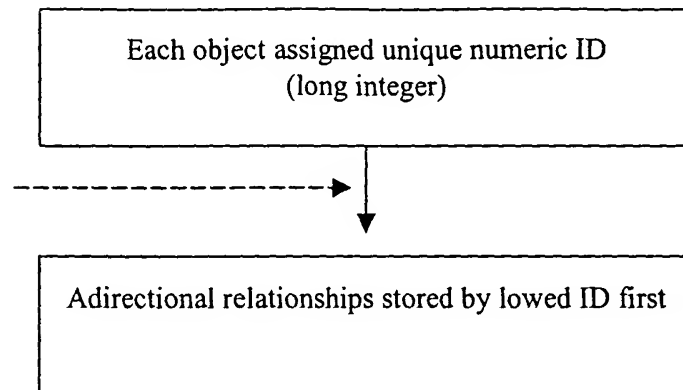 Each object assigned unique numeric ID
(long integer)
Adirectional relationships stored by lowed ID first